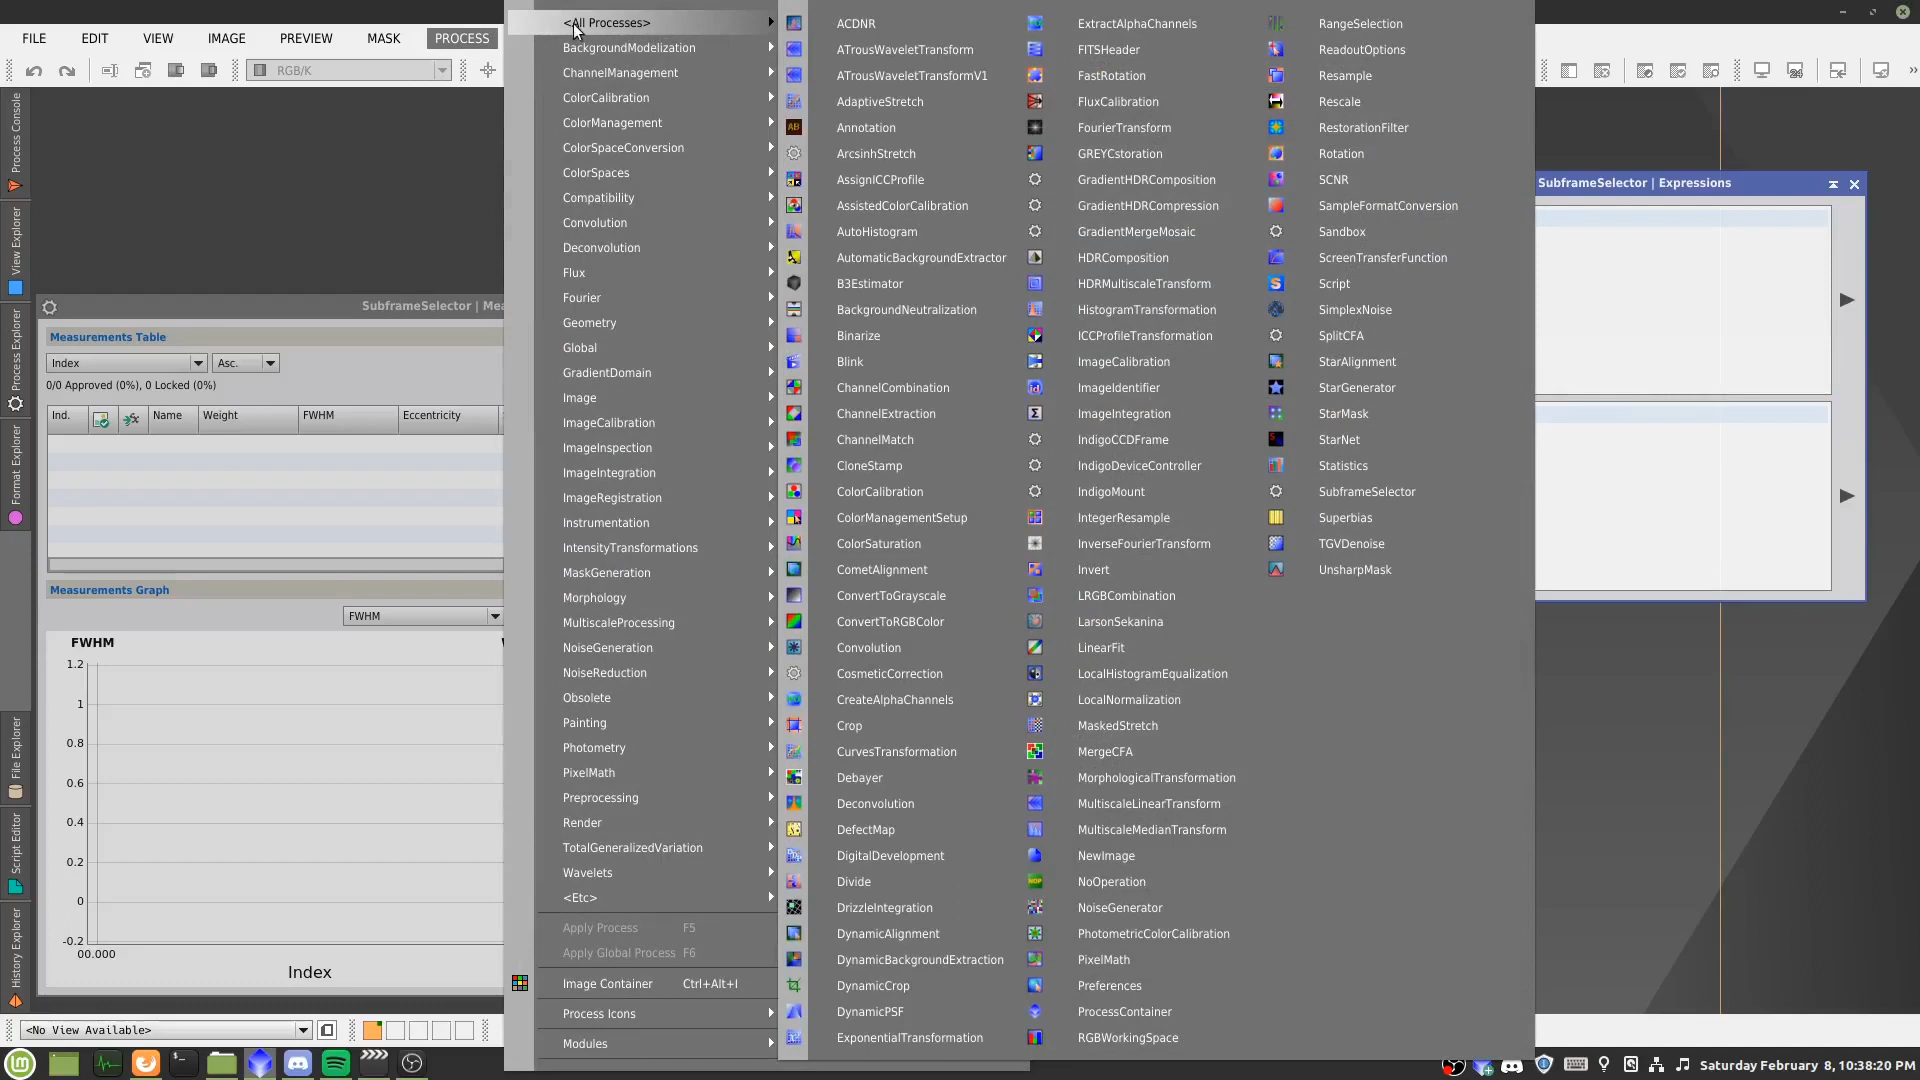 FILE EDIT VIEW IMAGE PREVIEW MASK PROCESS
RGB/K
24
»
Process Console
View Explorer
Process Explorer
Format Explorer
File Explorer
Script Editor
History Explorer
SubframeSelector | Mea
Measurements Table
Index Asc.
0/0 Approved (0%), 0 Locked (0%)
Ind. Name Weight FWHM Eccentricity
Measurements Graph
FWHM
FWHM
1.2
1
0.8
0.6
0.4
0.2
0
-0.2
00.000
Index
<No View Available>
<All Processes>
BackgroundModelization
ChannelManagement
ColorCalibration
ColorManagement
ColorSpaceConversion
ColorSpaces
Compatibility
Convolution
Deconvolution
Flux
Fourier
Geometry
Global
GradientDomain
Image
ImageCalibration
ImageInspection
ImageIntegration
ImageRegistration
Instrumentation
IntensityTransformations
MaskGeneration
Morphology
MultiscaleProcessing
NoiseGeneration
NoiseReduction
Obsolete
Painting
Photometry
PixelMath
Preprocessing
Render
TotalGeneralizedVariation
Wavelets
<Etc>
Apply Process F5
Apply Global Process F6
Image Container Ctrl+Alt+I
Process Icons
Modules
ACDNR
ATrousWaveletTransform
ATrousWaveletTransformV1
AdaptiveStretch
Annotation
ArcsinhStretch
AssignICCProfile
AssistedColorCalibration
AutoHistogram
AutomaticBackgroundExtractor
B3Estimator
BackgroundNeutralization
Binarize
Blink
ChannelCombination
ChannelExtraction
ChannelMatch
CloneStamp
ColorCalibration
ColorManagementSetup
ColorSaturation
CometAlignment
ConvertToGrayscale
ConvertToRGBColor
Convolution
CosmeticCorrection
CreateAlphaChannels
Crop
CurvesTransformation
Debayer
Deconvolution
DefectMap
DigitalDevelopment
Divide
DrizzleIntegration
DynamicAlignment
DynamicBackgroundExtraction
DynamicCrop
DynamicPSF
ExponentialTransformation
ExtractAlphaChannels
FITSHeader
FastRotation
FluxCalibration
FourierTransform
GREYCstoration
GradientHDRComposition
GradientHDRCompression
GradientMergeMosaic
HDRComposition
HDRMultiscaleTransform
HistogramTransformation
ICCProfileTransformation
ImageCalibration
ImageIdentifier
ImageIntegration
IndigoCCDFrame
IndigoDeviceController
IndigoMount
IntegerResample
InverseFourierTransform
Invert
LRGBCombination
LarsonSekanina
LinearFit
LocalHistogramEqualization
LocalNormalization
MaskedStretch
MergeCFA
MorphologicalTransformation
MultiscaleLinearTransform
MultiscaleMedianTransform
NewImage
NoOperation
NoiseGenerator
PhotometricColorCalibration
PixelMath
Preferences
ProcessContainer
RGBWorkingSpace
RangeSelection
ReadoutOptions
Resample
Rescale
RestorationFilter
Rotation
SCNR
SampleFormatConversion
Sandbox
ScreenTransferFunction
Script
SimplexNoise
SplitCFA
StarAlignment
StarGenerator
StarMask
StarNet
Statistics
SubframeSelector
Superbias
TGVDenoise
UnsharpMask
SubframeSelector | Expressions
Saturday February 8, 10:38:20 PM